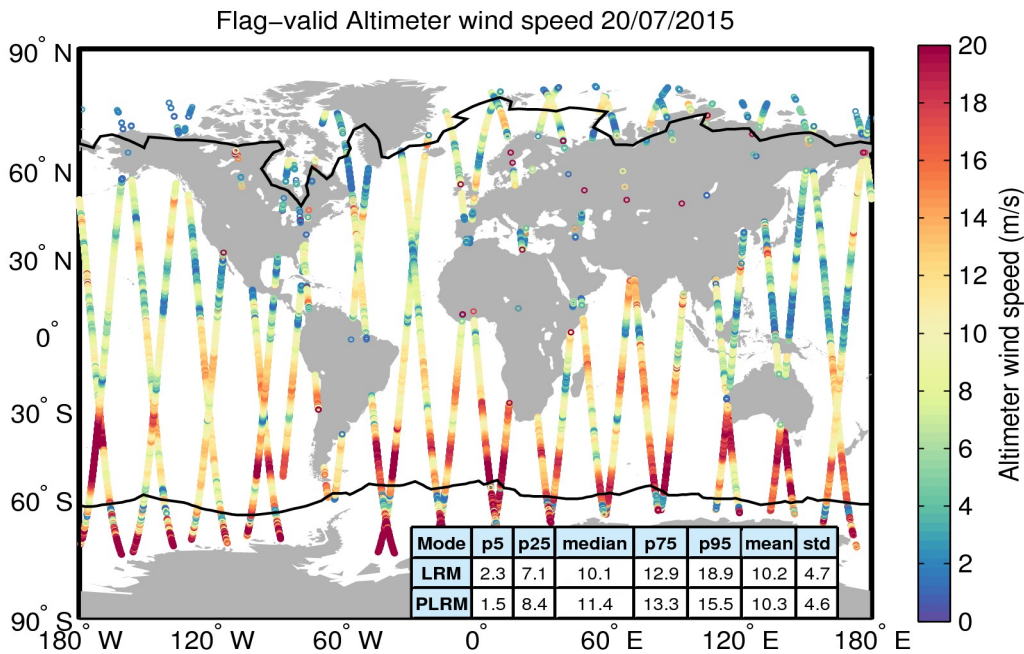 Flag−valid Altimeter wind speed 20/07/2015
90° N
60° N
30° N
0°
30° S
60° S
90° S
180° W
120° W
60° W
0°
60° E
120° E
180° E
Mode p5 p25 median p75 p95 mean std
LRM 2.3 7.1 10.1 12.9 18.9 10.2 4.7
PLRM 1.5 8.4 11.4 13.3 15.5 10.3 4.6
20
18
16
14
12
10
8
6
4
2
0
Altimeter wind speed (m/s)